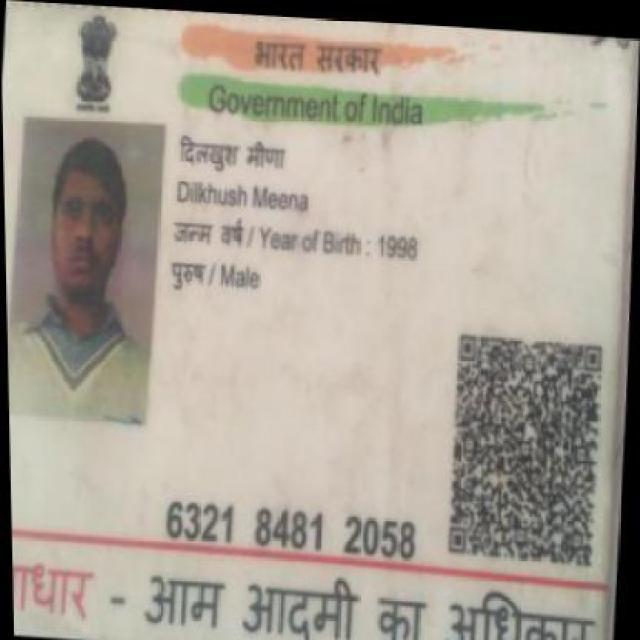 भारत सरकार
Government of India
दिलखुश मीणा
Dilkhush Meena
जन्म वर्ष / Year of Birth : 1998
पुरुष / Male
6321 8481 2058
आधार - आम आदमी का अधिकार